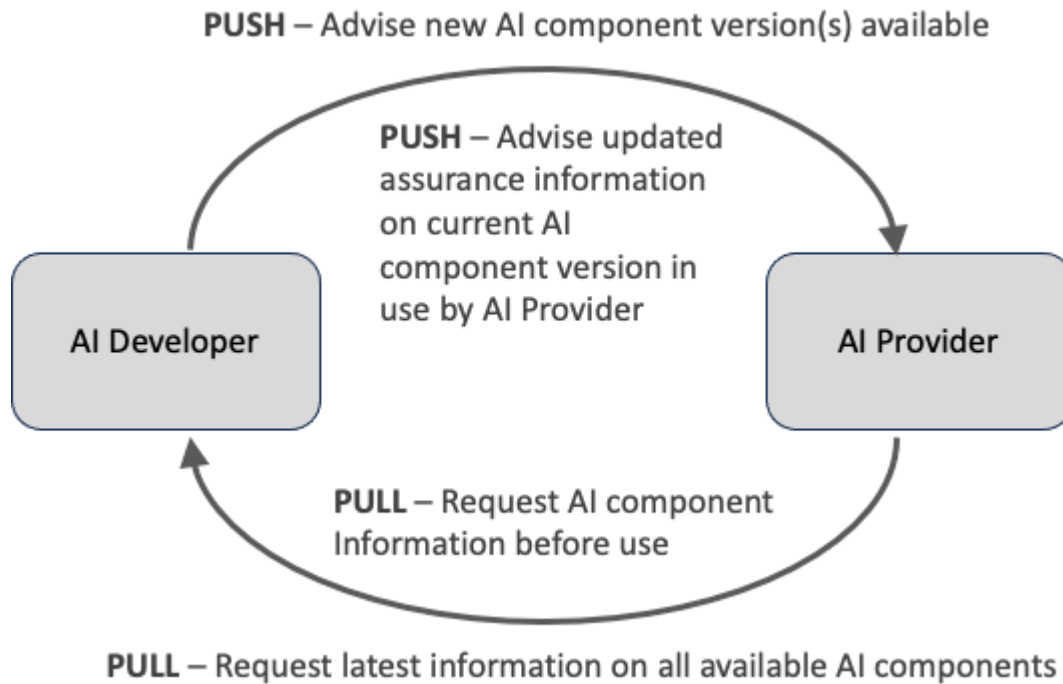 PUSH – Advise new AI component version(s) available
PUSH – Advise updated
assurance information
on current AI
component version in
use by AI Provider
AI Developer
AI Provider
PULL – Request AI component
Information before use
PULL – Request latest information on all available AI components